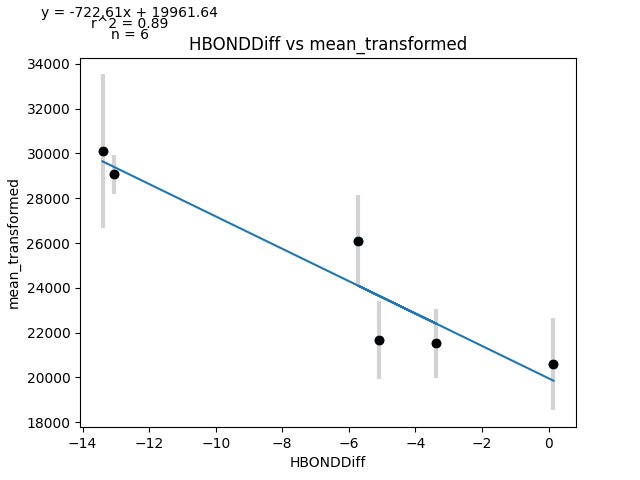 y = -722.61x + 19961.64
r^2 = 0.89
n = 6
HBONDDiff vs mean_transformed
34000
32000
30000
28000
26000
24000
22000
20000
18000
mean_transformed
−14
−12
−10
−8
−6
−4
−2
0
HBONDDiff